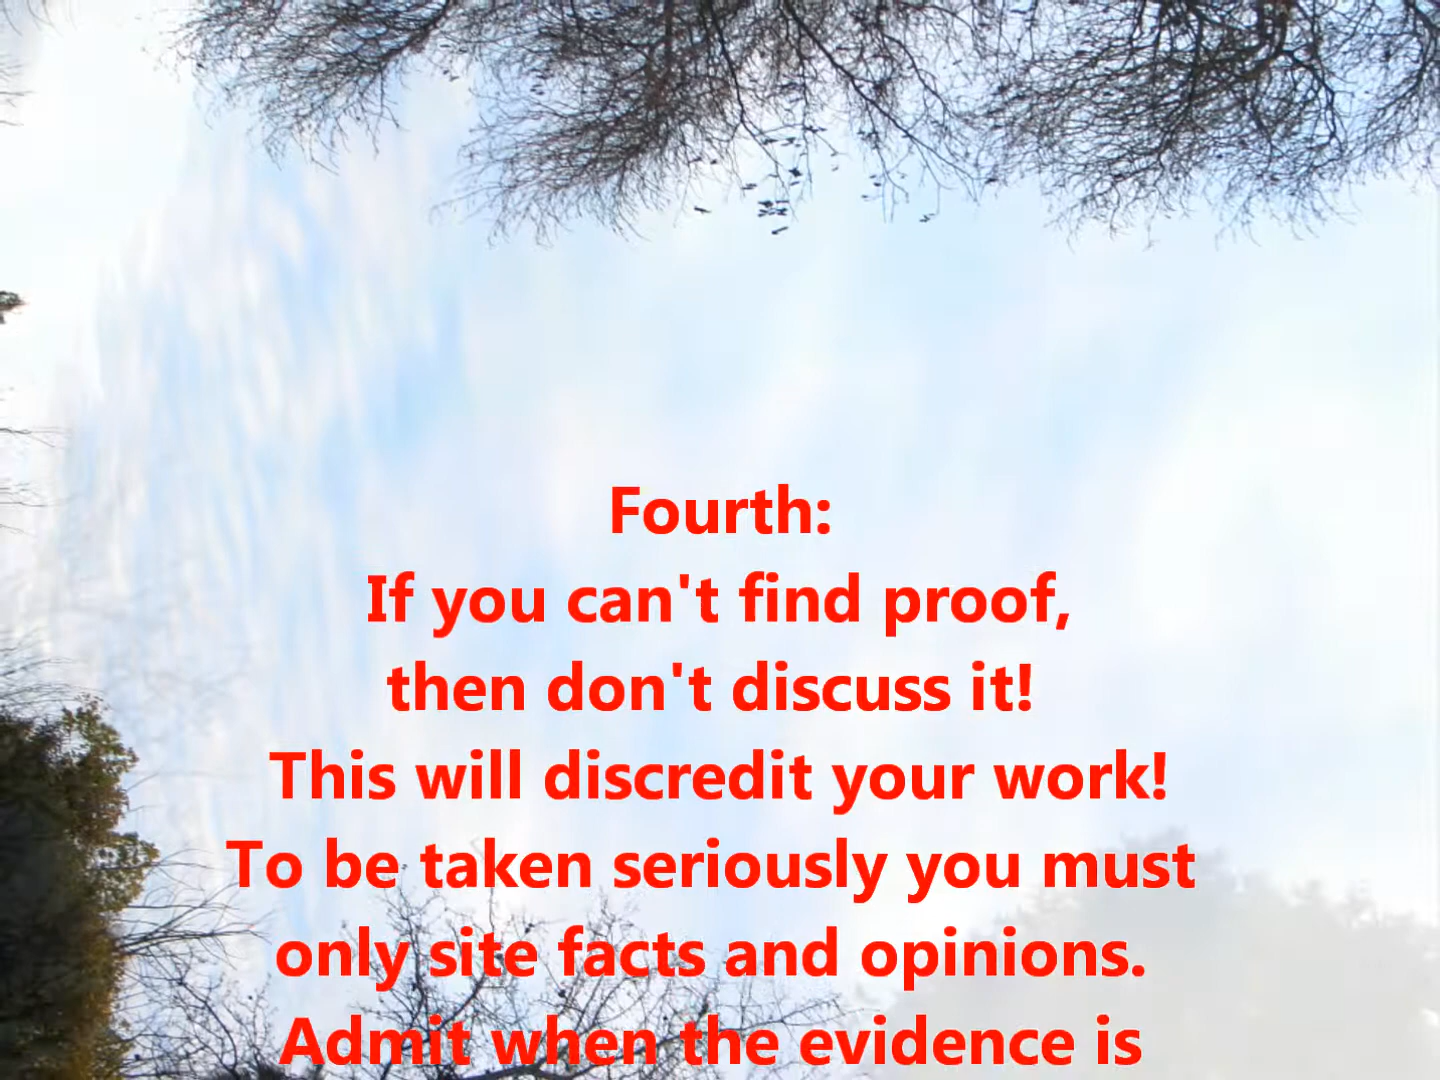 Fourth:
If you can't find proof,
then don't discuss it!
This will discredit your work!
To be taken seriously you must
only site facts and opinions.
Admit when the evidence is